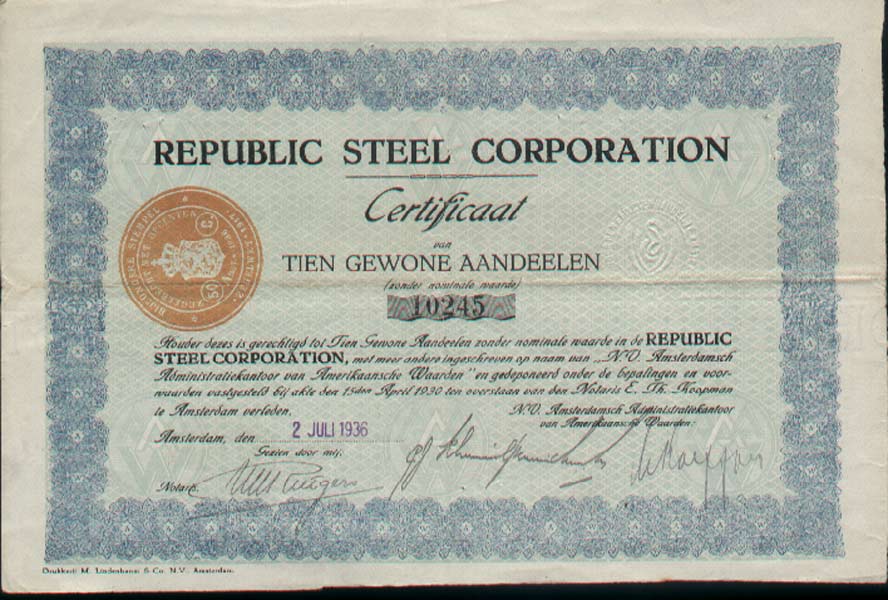 REPUBLIC STEEL CORPORATION
Certificaat
van
TIEN GEWONE AANDEELEN
(zonder nominale waarde)
10245
Houder dezes is gerechtigd tot Tien Gewone Aandeelen zonder nominale waarde in de REPUBLIC
STEEL CORPORATION, met meer andere ingeschreven op naam van „N.V. Amsterdamsch
Administratiekantoor van Amerikaansche Waarden" en gedeponeerd onder de bepalingen en voor-
waarden vastgesteld bij akte den 15den April 1930 ten overstaan van den Notaris E. Th. Koopman
te Amsterdam verleden.
N.V. Amsterdamsch Administratiekantoor
van Amerikaansche Waarden:
Amsterdam, den 2 JULI 1936
Gezien door mij,
Notaris.
Drukkerij M. Lindenbaum & Co. N.V., Amsterdam.